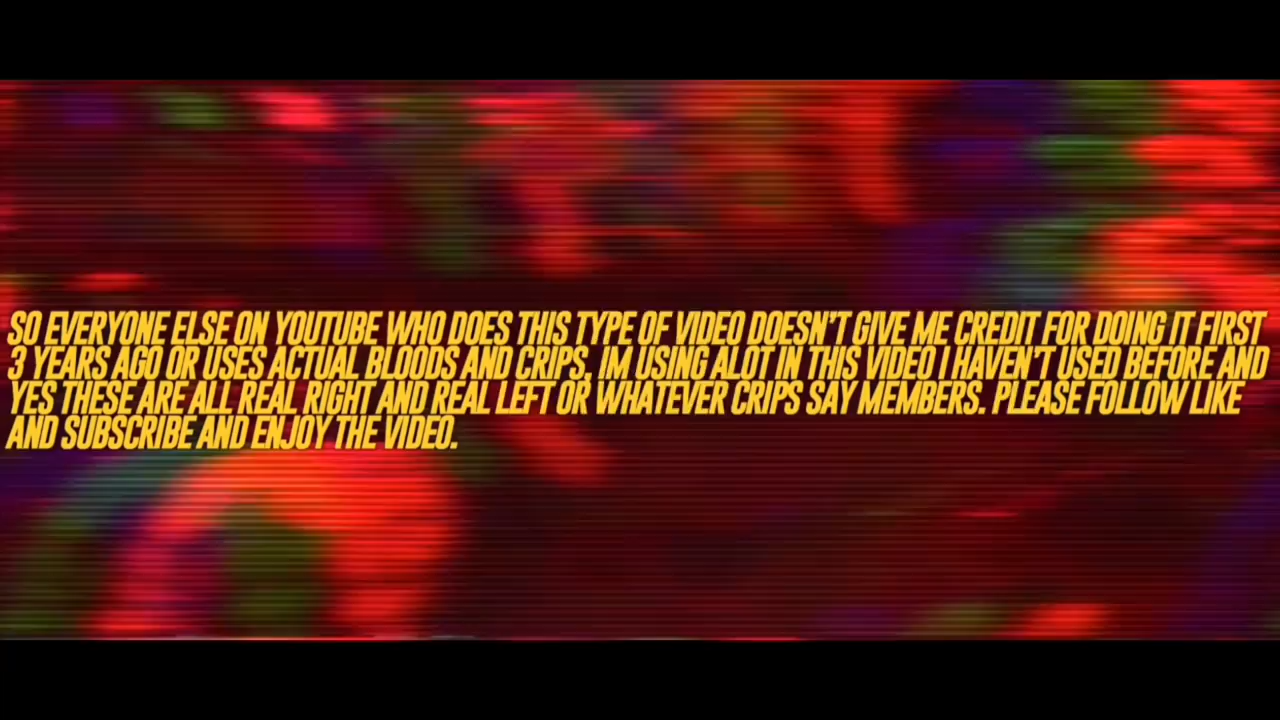 SO EVERYONE ELSE ON YOUTUBE WHO DOES THIS TYPE OF VIDEO DOESN'T GIVE ME CREDIT FOR DOING IT FIRST
3 YEARS AGO OR USES ACTUAL BLOODS AND CRIPS, IM USING ALOT IN THIS VIDEO I HAVEN'T USED BEFORE AND
YES THESE ARE ALL REAL RIGHT AND REAL LEFT OR WHATEVER CRIPS SAY MEMBERS. PLEASE FOLLOW LIKE
AND SUBSCRIBE AND ENJOY THE VIDEO.